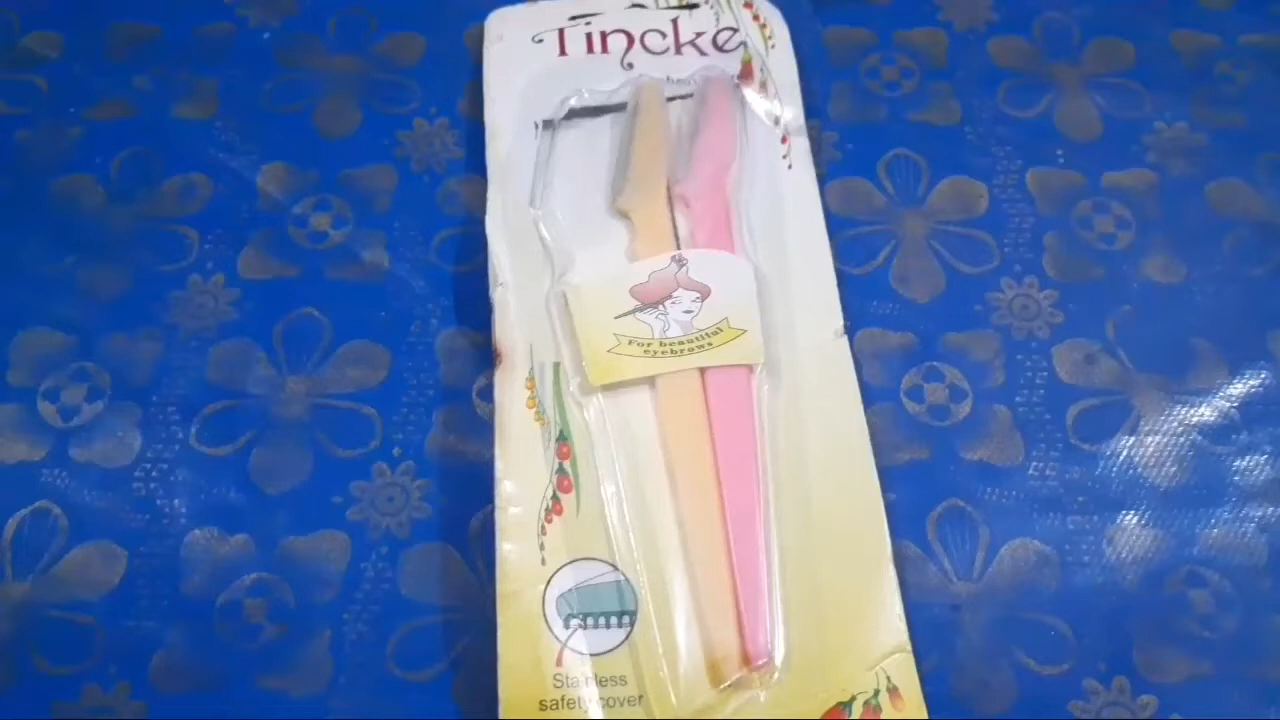 Tincke
For beautiful
eyebrows
Stainless
safety cover